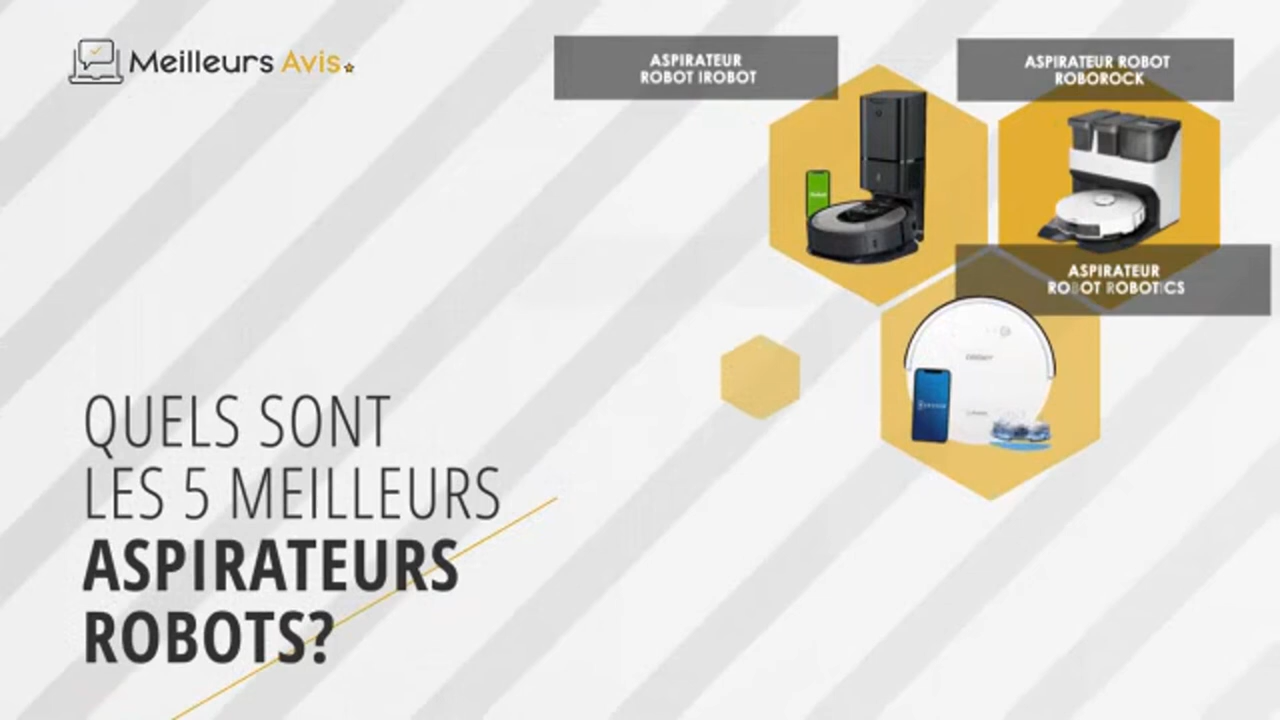 Meilleurs Avis
ASPIRATEUR
ROBOT IROBOT
ASPIRATEUR ROBOT
ROBOROCK
ASPIRATEUR
ROBOT ROBOTICS
QUELS SONT
LES 5 MEILLEURS
ASPIRATEURS
ROBOTS?